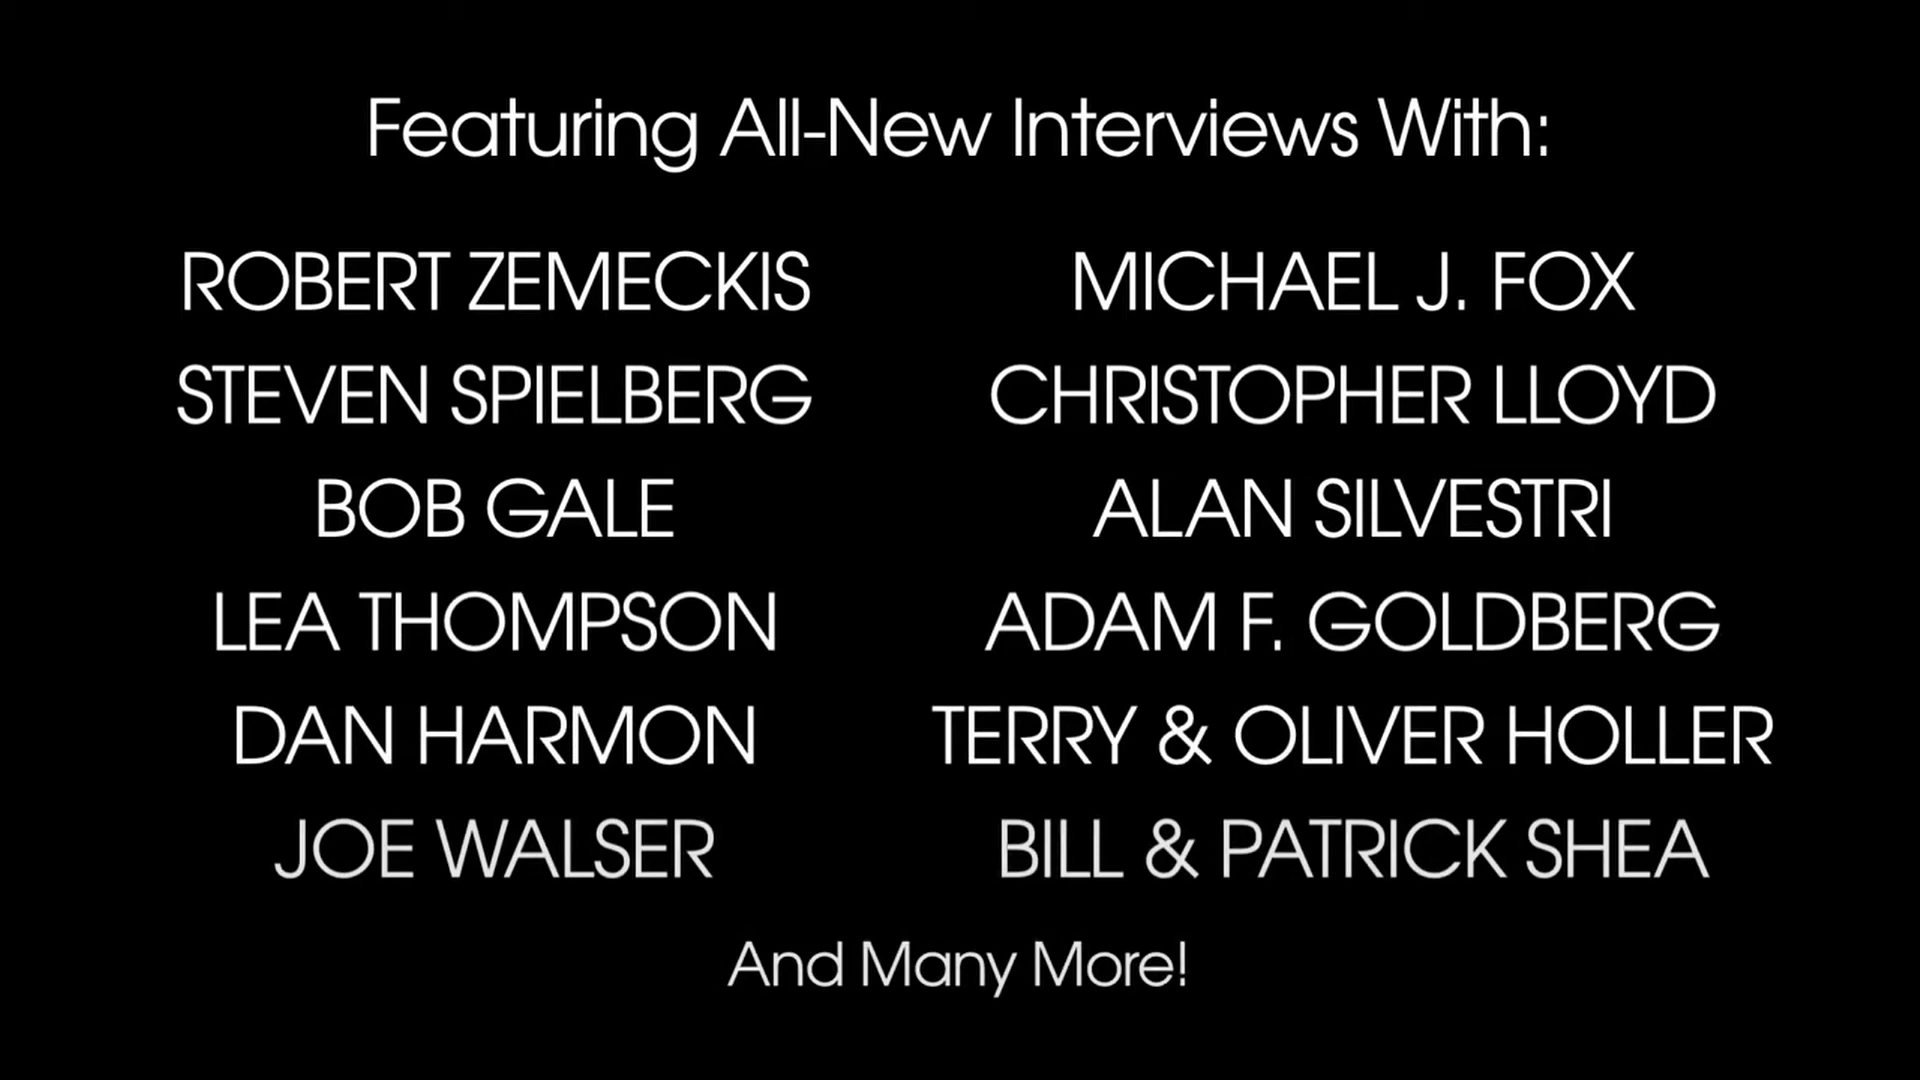 Featuring All-New Interviews With:
ROBERT ZEMECKIS
MICHAEL J. FOX
STEVEN SPIELBERG
CHRISTOPHER LLOYD
BOB GALE
ALAN SILVESTRI
LEA THOMPSON
ADAM F. GOLDBERG
DAN HARMON
TERRY & OLIVER HOLLER
JOE WALSER
BILL & PATRICK SHEA
And Many More!